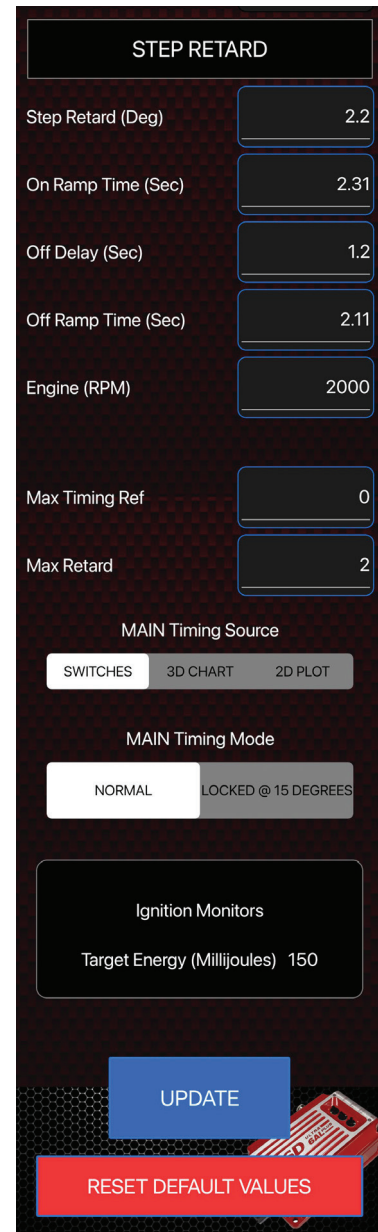 STEP RETARD
Step Retard (Deg) 2.2
On Ramp Time (Sec) 2.31
Off Delay (Sec) 1.2
Off Ramp Time (Sec) 2.11
Engine (RPM) 2000
Max Timing Ref 0
Max Retard 2
MAIN Timing Source
SWITCHES 3D CHART 2D PLOT
MAIN Timing Mode
NORMAL LOCKED @ 15 DEGREES
Ignition Monitors
Target Energy (Millijoules) 150
UPDATE
RESET DEFAULT VALUES